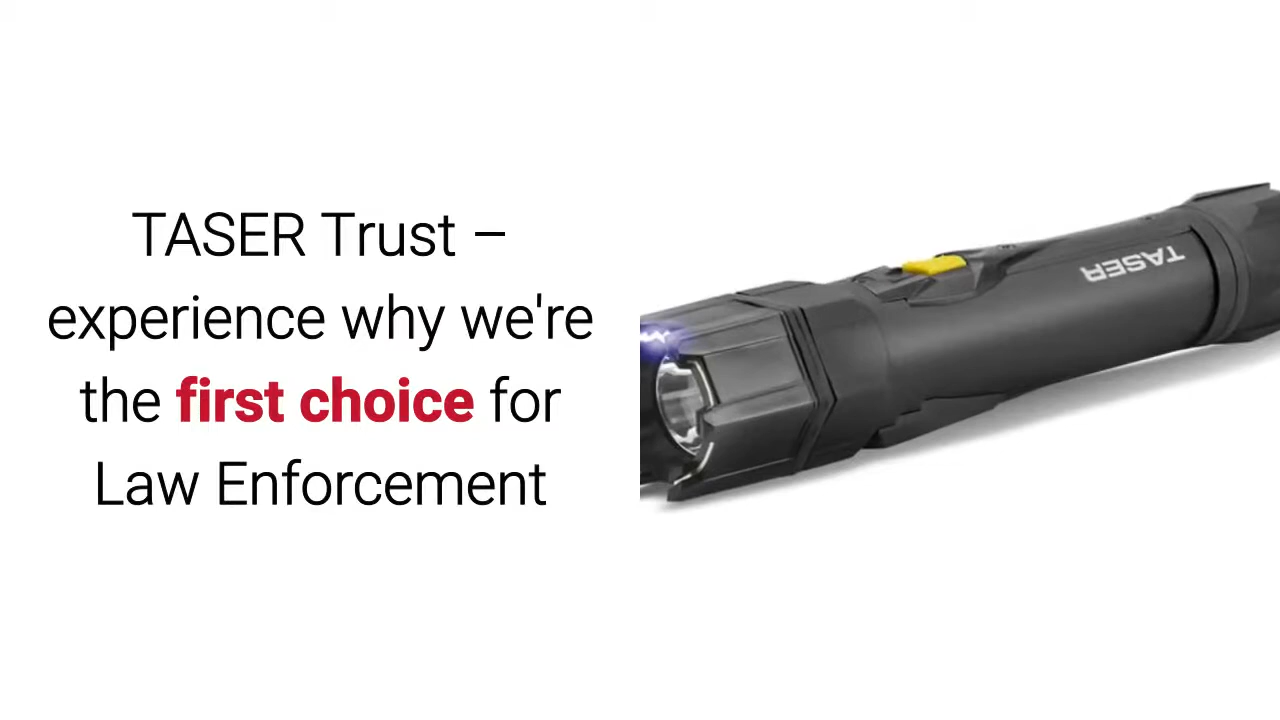 TASER Trust –
experience why we're
the first choice for
Law Enforcement
TASER